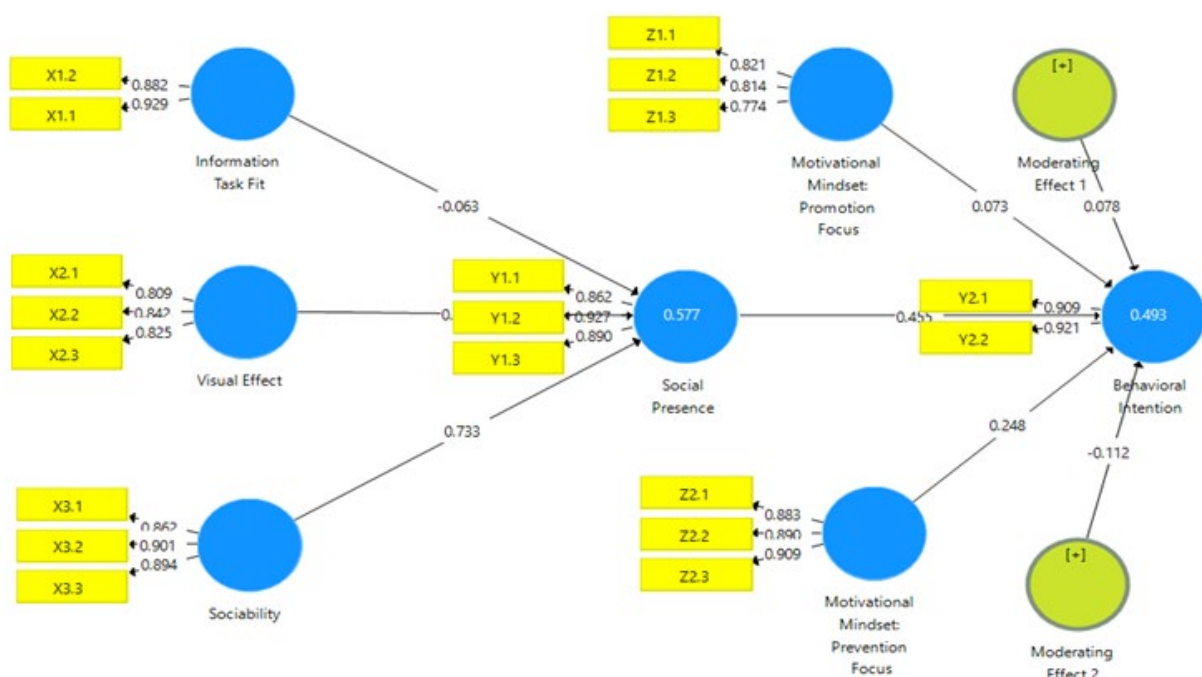 X1.2
X1.1
0.882
0.929
Information
Task Fit
-0.063
X2.1
X2.2
X2.3
0.809
0.842
0.825
Visual Effect
X3.1
X3.2
X3.3
0.862
0.901
0.894
Sociability
0.733
Y1.1
Y1.2
Y1.3
0.862
0.927
0.890
0.577
Social
Presence
Z1.1
Z1.2
Z1.3
0.821
0.814
0.774
Motivational
Mindset:
Promotion
Focus
0.073
[+]
Moderating
Effect 1
0.078
0.455
Y2.1
Y2.2
0.909
0.921
0.493
Behavioral
Intention
Z2.1
Z2.2
Z2.3
0.883
0.890
0.909
Motivational
Mindset:
Prevention
Focus
0.248
-0.112
[+]
Moderating
Effect 2